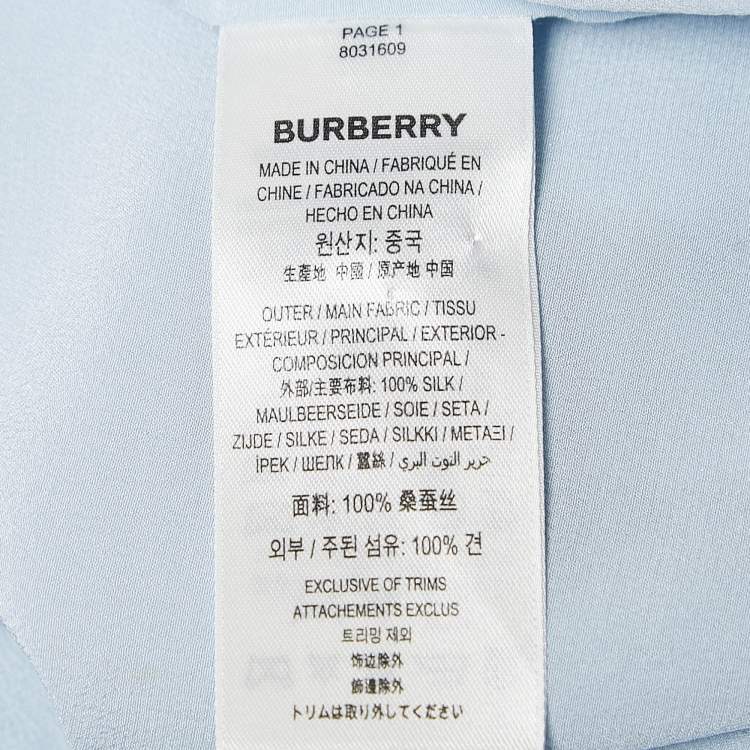 PAGE 1
8031609
BURBERRY
MADE IN CHINA / FABRIQUÉ EN
CHINE / FABRICADO NA CHINA /
HECHO EN CHINA
원산지: 중국
生產地 中國 / 原产地 中国
OUTER / MAIN FABRIC / TISSU
EXTÉRIEUR / PRINCIPAL / EXTERIOR -
COMPOSICION PRINCIPAL /
外部/主要布料: 100% SILK /
MAULBEERSEIDE / SOIE / SETA /
ZIJDE / SILKE / SEDA / SILKKI / ΜΕΤΑΞΙ /
İPEK / ШЕЛК / 蠶絲 / حرير التوت البري
面料: 100% 桑蚕丝
외부 / 주된 섬유: 100% 견
EXCLUSIVE OF TRIMS
ATTACHEMENTS EXCLUS
트리밍 제외
饰边除外
飾邊除外
トリムは取り外してください